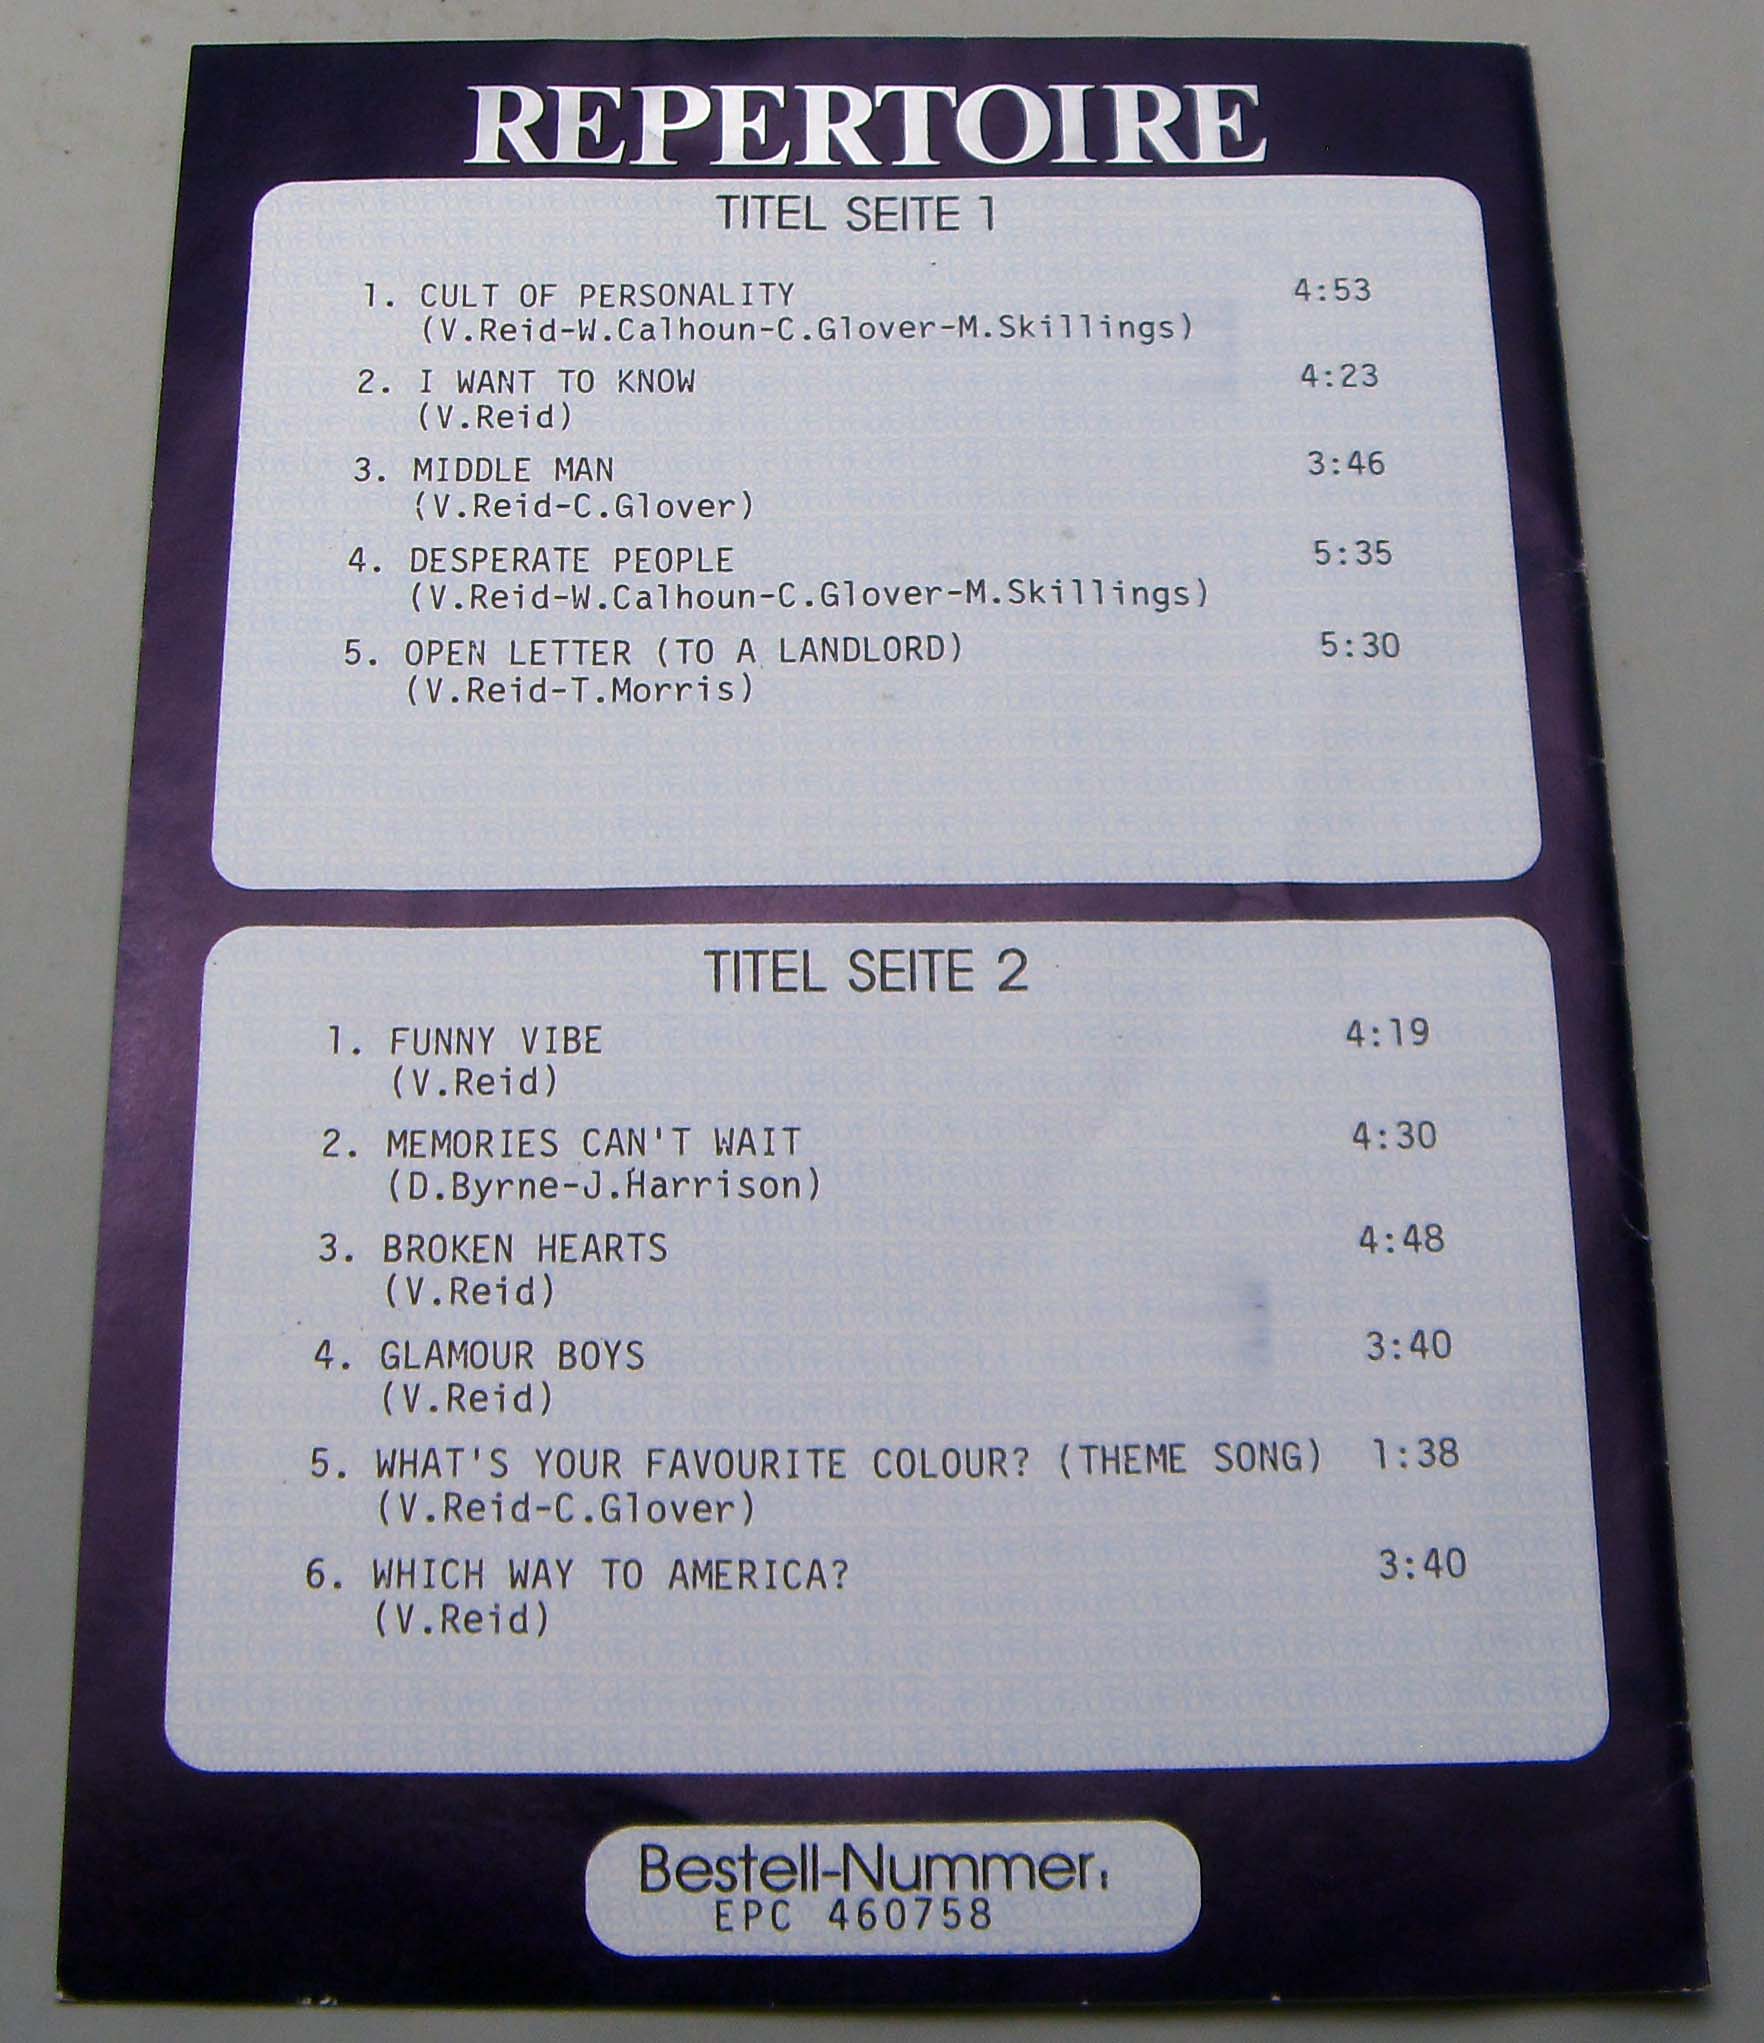 REPERTOIRE
TITEL SEITE 1
1. CULT OF PERSONALITY 4:53
(V.Reid-W.Calhoun-C.Glover-M.Skillings)
2. I WANT TO KNOW 4:23
(V.Reid)
3. MIDDLE MAN 3:46
(V.Reid-C.Glover)
4. DESPERATE PEOPLE 5:35
(V.Reid-W.Calhoun-C.Glover-M.Skillings)
5. OPEN LETTER (TO A LANDLORD) 5:30
(V.Reid-T.Morris)
TITEL SEITE 2
1. FUNNY VIBE 4:19
(V.Reid)
2. MEMORIES CAN'T WAIT 4:30
(D.Byrne-J.Harrison)
3. BROKEN HEARTS 4:48
(V.Reid)
4. GLAMOUR BOYS 3:40
(V.Reid)
5. WHAT'S YOUR FAVOURITE COLOUR? (THEME SONG) 1:38
(V.Reid-C.Glover)
6. WHICH WAY TO AMERICA? 3:40
(V.Reid)
Bestell-Nummer:
EPC 460758